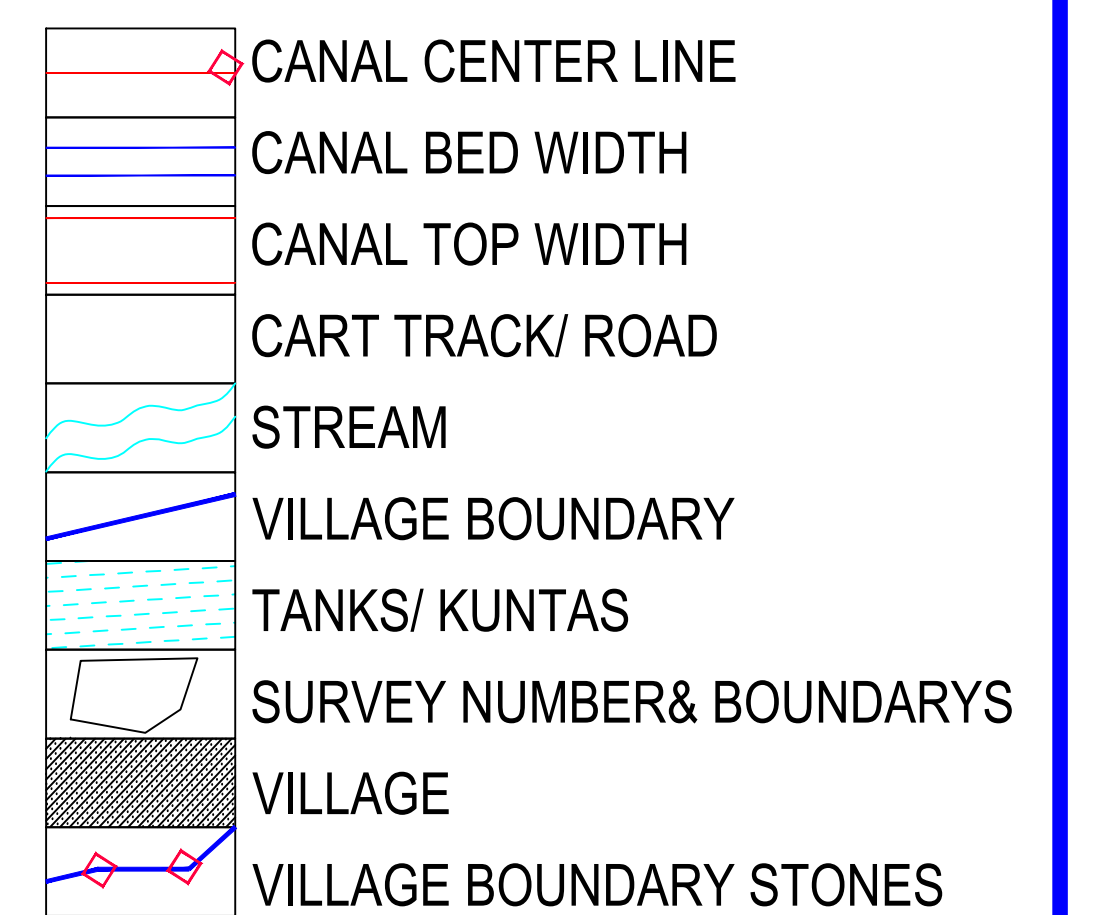 CANAL CENTER LINE
CANAL BED WIDTH
CANAL TOP WIDTH
CART TRACK/ ROAD
STREAM
VILLAGE BOUNDARY
TANKS/ KUNTAS
SURVEY NUMBER& BOUNDARYS
VILLAGE
VILLAGE BOUNDARY STONES